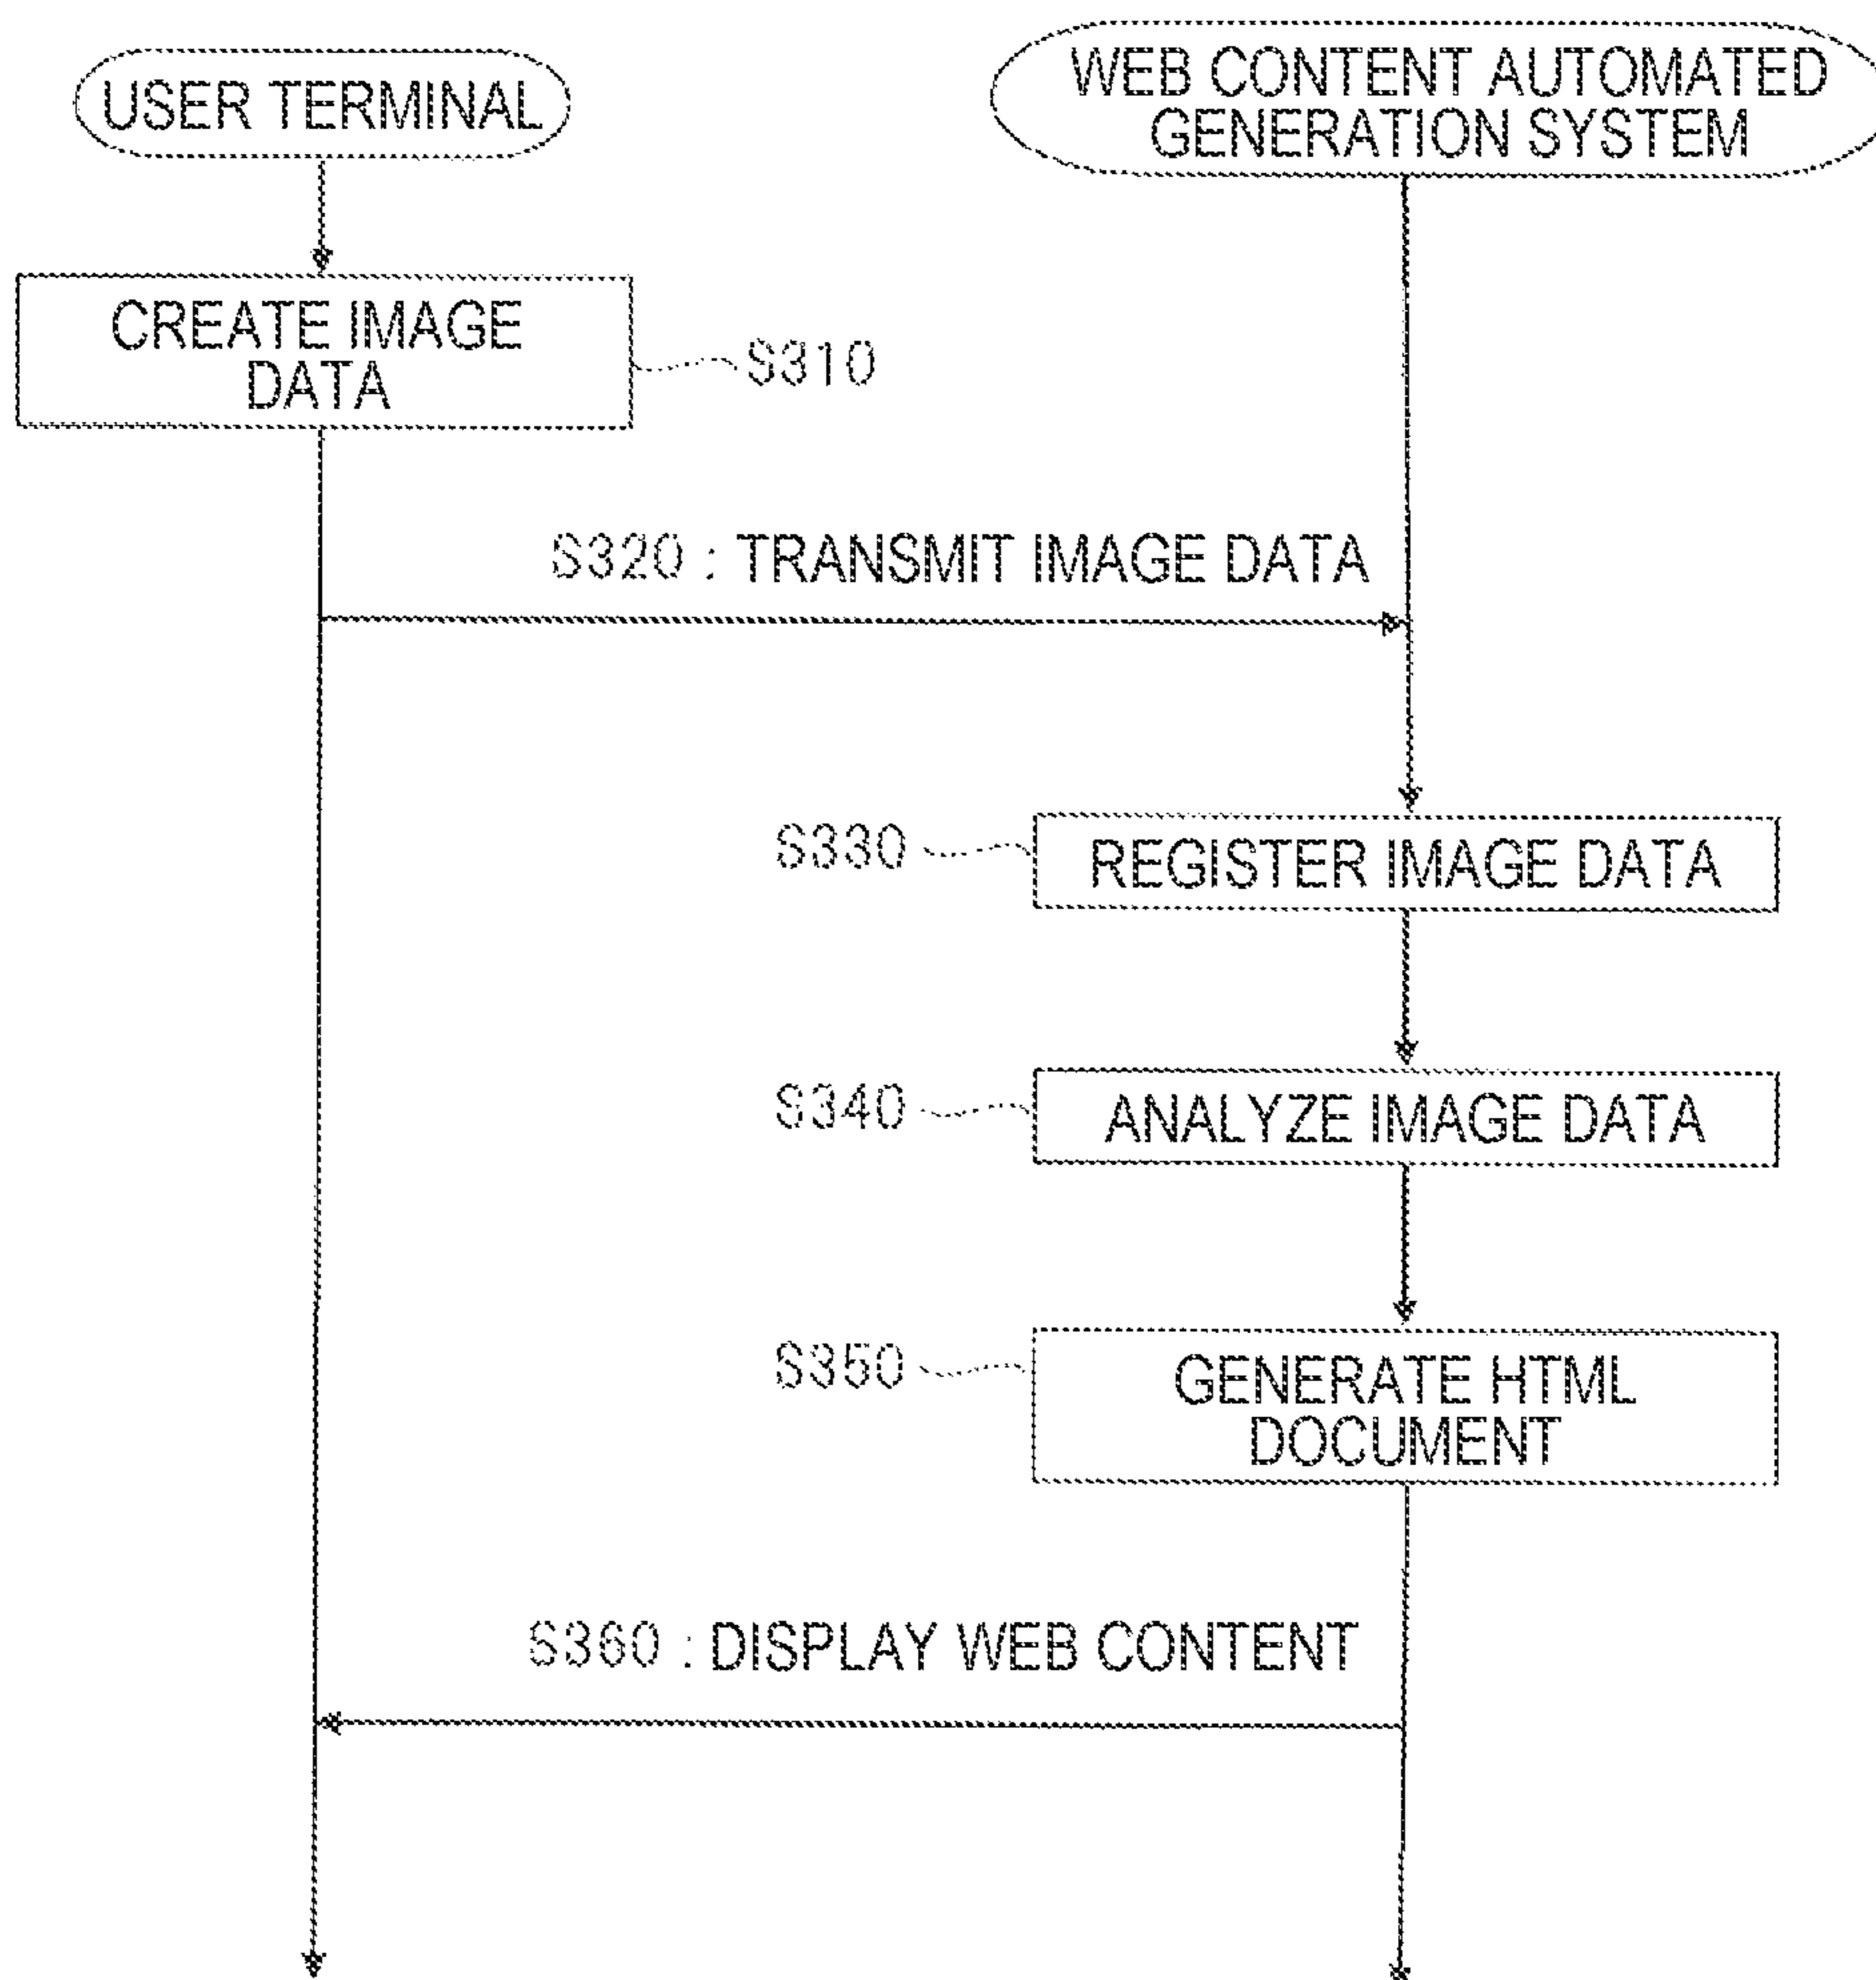 USER TERMINAL
WEB CONTENT AUTOMATED
GENERATION SYSTEM
CREATE IMAGE
DATA
S310
S320 : TRANSMIT IMAGE DATA
S330
REGISTER IMAGE DATA
S340
ANALYZE IMAGE DATA
S350
GENERATE HTML
DOCUMENT
S360 : DISPLAY WEB CONTENT